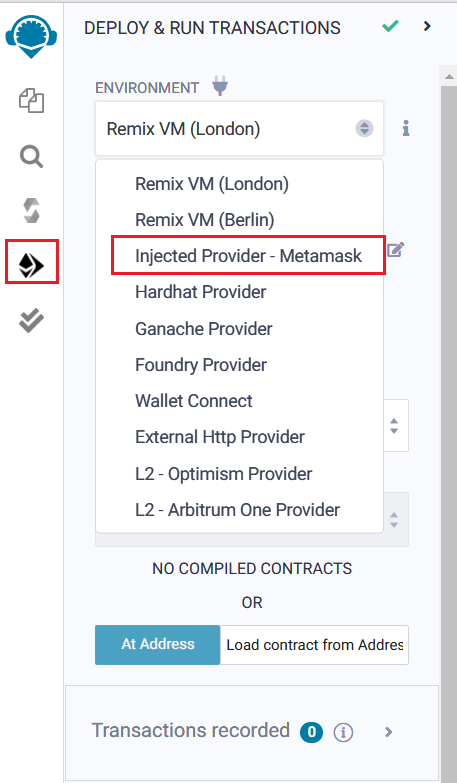 DEPLOY & RUN TRANSACTIONS
ENVIRONMENT
Remix VM (London)
Remix VM (London)
Remix VM (Berlin)
Injected Provider - Metamask
Hardhat Provider
Ganache Provider
Foundry Provider
Wallet Connect
External Http Provider
L2 - Optimism Provider
L2 - Arbitrum One Provider
NO COMPILED CONTRACTS
OR
At Address Load contract from Addres
Transactions recorded 0